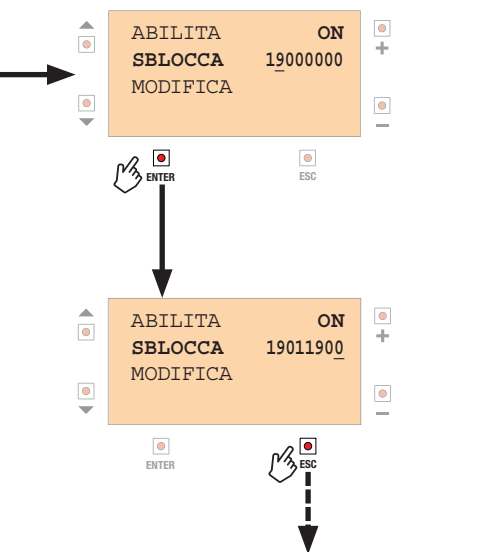 ABILITA ON
SBLOCCA 19000000
MODIFICA
+
−
ENTER ESC
ABILITA ON
SBLOCCA 19011900
MODIFICA
+
−
ENTER ESC